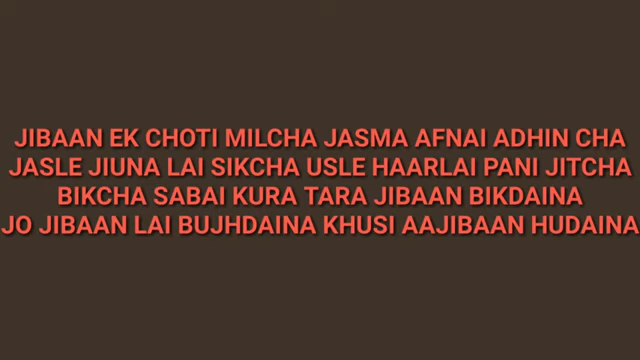 JIBAAN EK CHOTI MILCHA JASMA AFNAI ADHIN CHA
JASLE JIUNA LAI SIKCHA USLE HAARLAI PANI JITCHA
BIKCHA SABAI KURA TARA JIBAAN BIKDAINA
JO JIBAAN LAI BUJHDAINA KHUSI AAJIBAAN HUDAINA